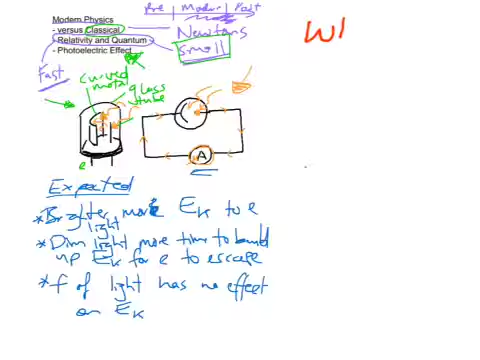 Pre | Modern | Past
Modern Physics
- versus Classical
Newtons
- Relativity and Quantum
small
- Photoelectric Effect
Fast
curved
metal
glass
tube
e
A
Expected
* Brighter more EK to e
light
* Dim light more time to build
up EK for e to escape
* f of light has no effect
on EK